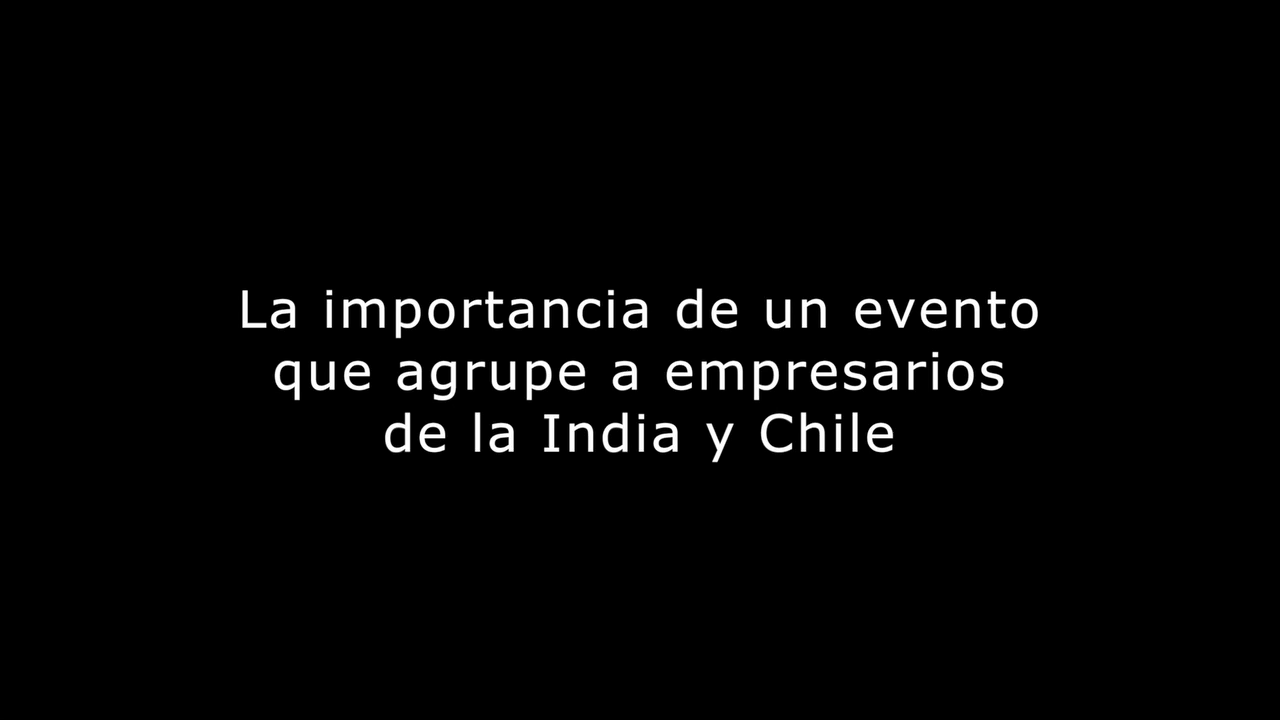 La importancia de un evento
que agrupe a empresarios
de la India y Chile